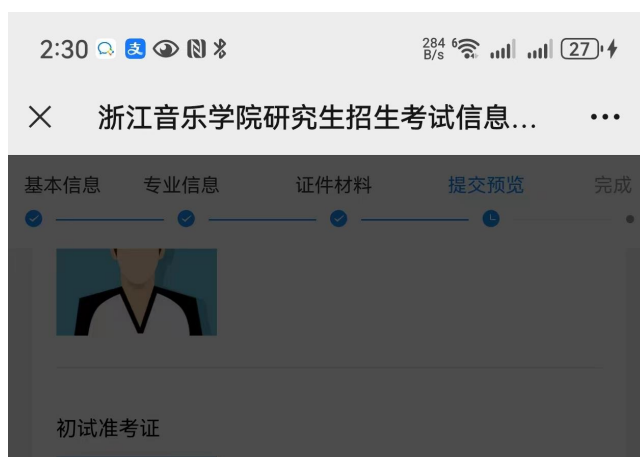 2:30 支 284 B/s 6 27
浙江音乐学院研究生招生考试信息...
基本信息 专业信息 证件材料 提交预览 完成
初试准考证